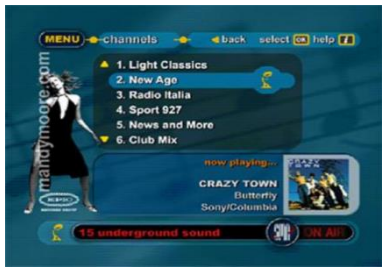 MENU channels back select OK help i
mandymoore.com
1. Light Classics
2. New Age
3. Radio Italia
4. Sport 927
5. News and More
6. Club Mix
now playing...
CRAZY TOWN
Butterfly
Sony/Columbia
CRAZY TOWN
15 underground sound
ON AIR